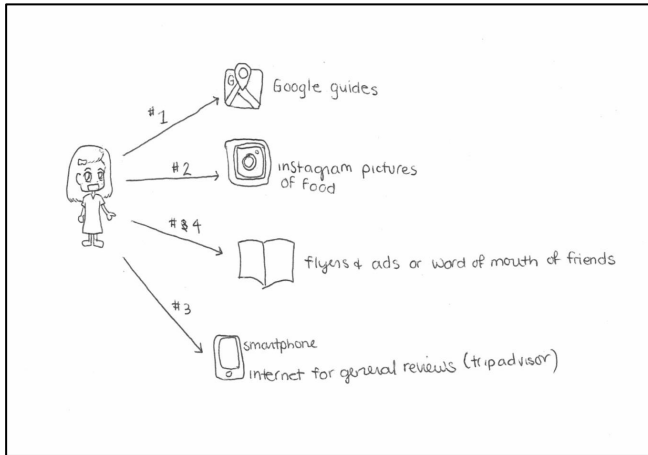 #1
G
Google guides
#2
instagram pictures
of food
#4
flyers & ads or word of mouth of friends
#3
smartphone
internet for general reviews (tripadvisor)